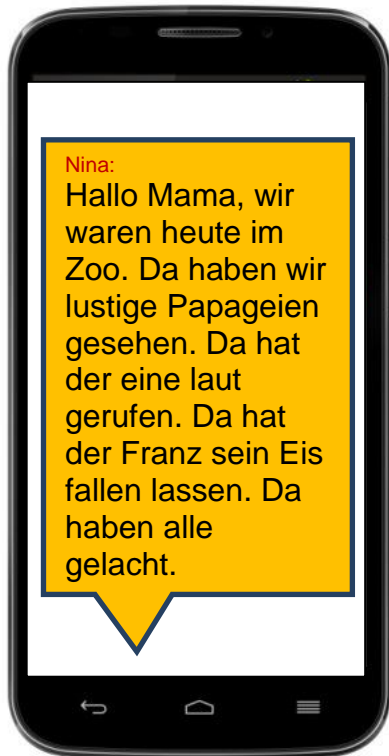 Nina:
Hallo Mama, wir
waren heute im
Zoo. Da haben wir
lustige Papageien
gesehen. Da hat
der eine laut
gerufen. Da hat
der Franz sein Eis
fallen lassen. Da
haben alle
gelacht.